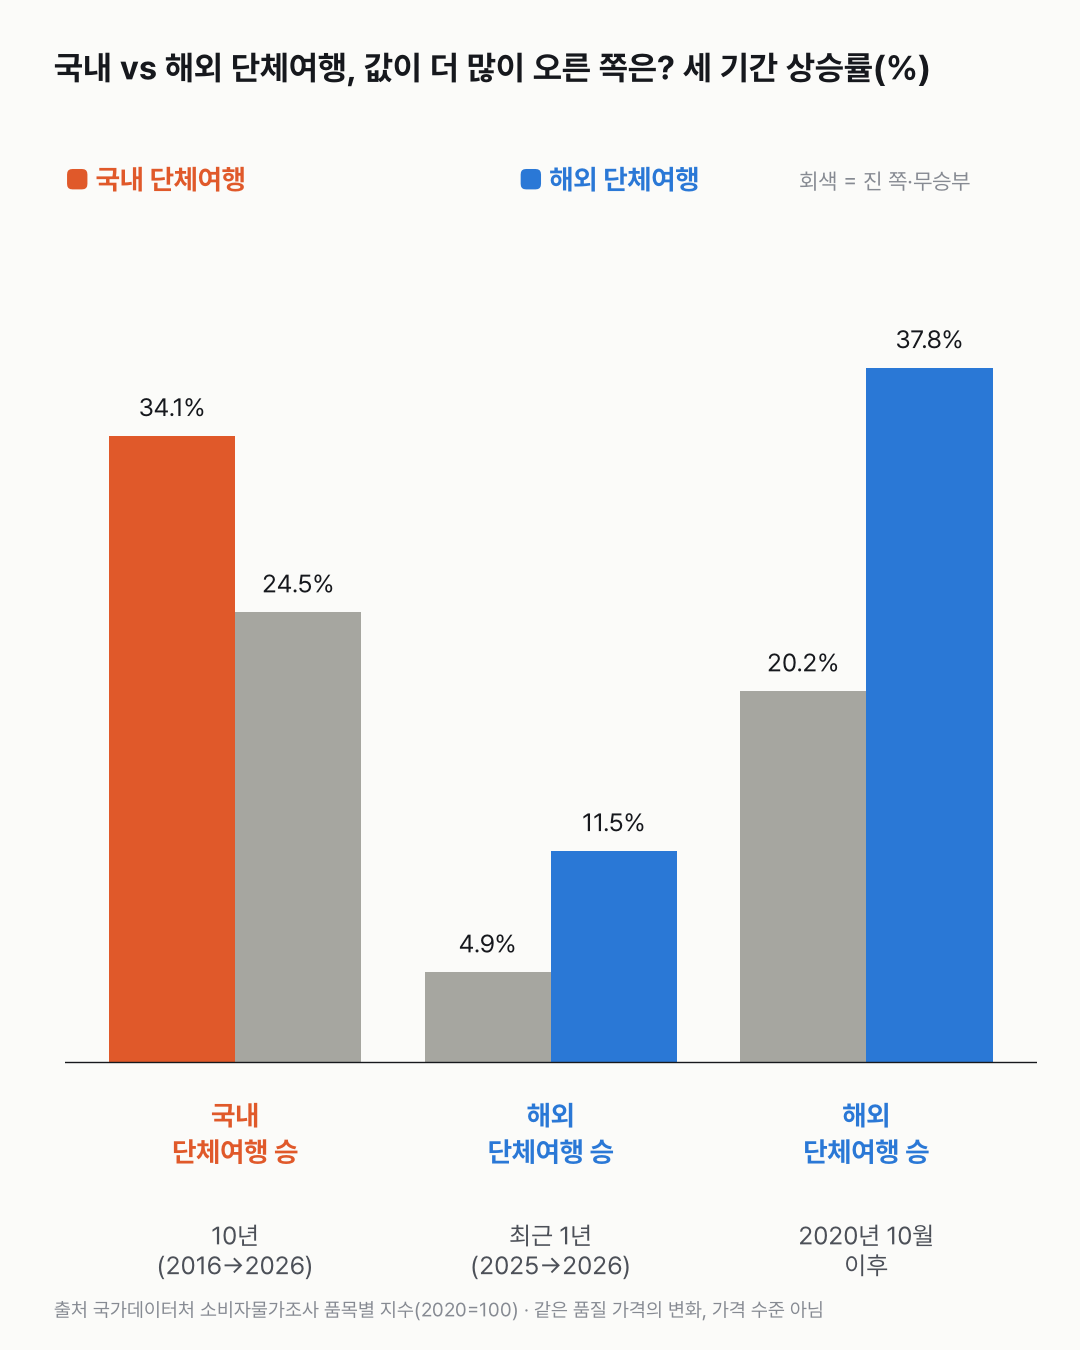 국내 vs 해외 단체여행, 값이 더 많이 오른 쪽은? 세 기간 상승률(%)
국내 단체여행
해외 단체여행
회색 = 진 쪽·무승부
34.1%
24.5%
4.9%
11.5%
20.2%
37.8%
국내
단체여행 승
해외
단체여행 승
해외
단체여행 승
10년
(2016→2026)
최근 1년
(2025→2026)
2020년 10월
이후
출처 국가데이터처 소비자물가조사 품목별 지수(2020=100) · 같은 품질 가격의 변화, 가격 수준 아님